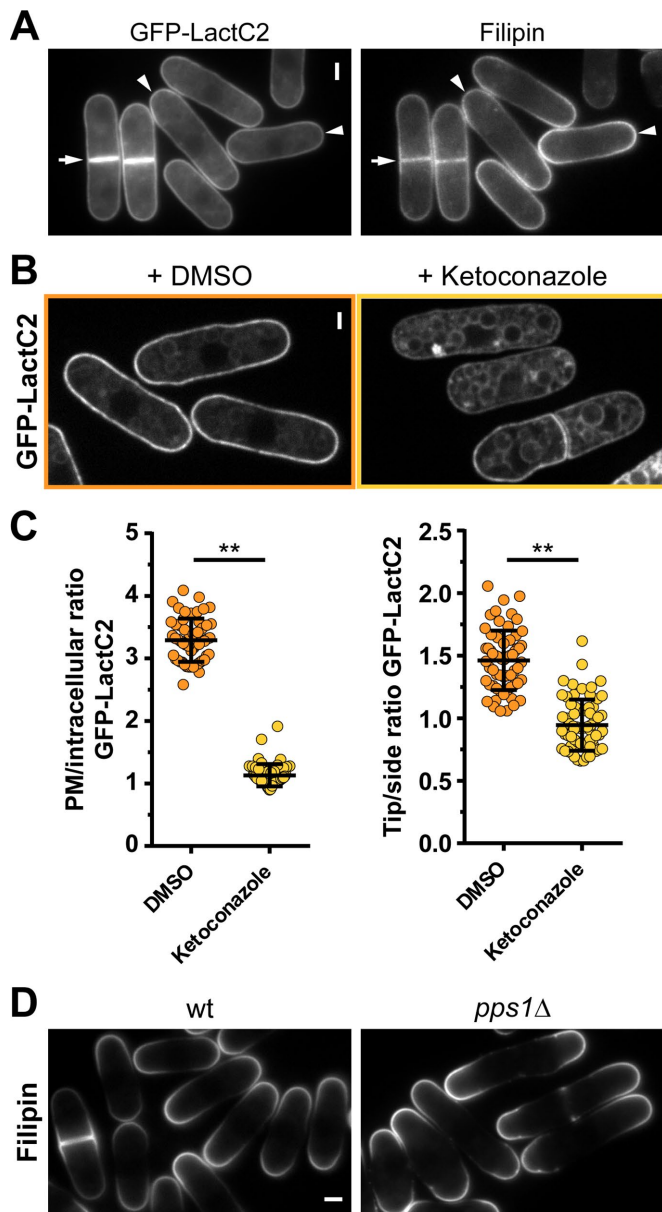 A
GFP-LactC2
Filipin
B
+ DMSO
+ Ketoconazole
GFP-LactC2
C
PM/intracellular ratio
GFP-LactC2
5
4
3
2
1
0
**
DMSO
Ketoconazole
Tip/side ratio GFP-LactC2
2.5
2.0
1.5
1.0
0.5
0.0
**
DMSO
Ketoconazole
D
wt
pps1Δ
Filipin